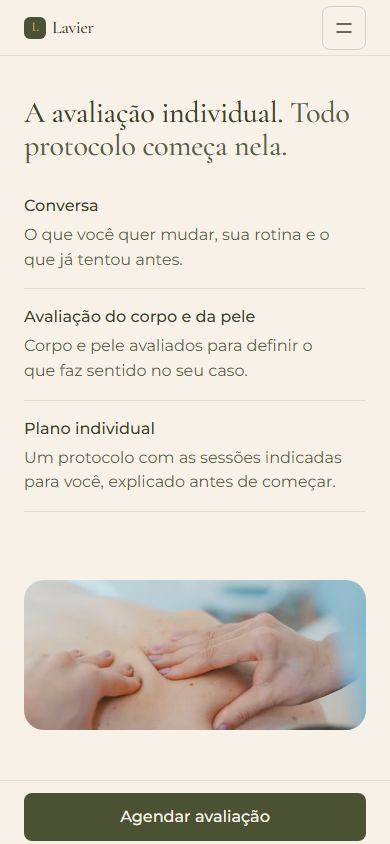 L Lavier
A avaliação individual. Todo
protocolo começa nela.
Conversa
O que você quer mudar, sua rotina e o
que já tentou antes.
Avaliação do corpo e da pele
Corpo e pele avaliados para definir o
que faz sentido no seu caso.
Plano individual
Um protocolo com as sessões indicadas
para você, explicado antes de começar.
Agendar avaliação